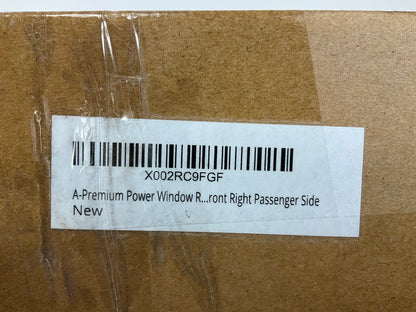 X002RC9FGF
A-Premium Power Window R...ront Right Passenger Side
New